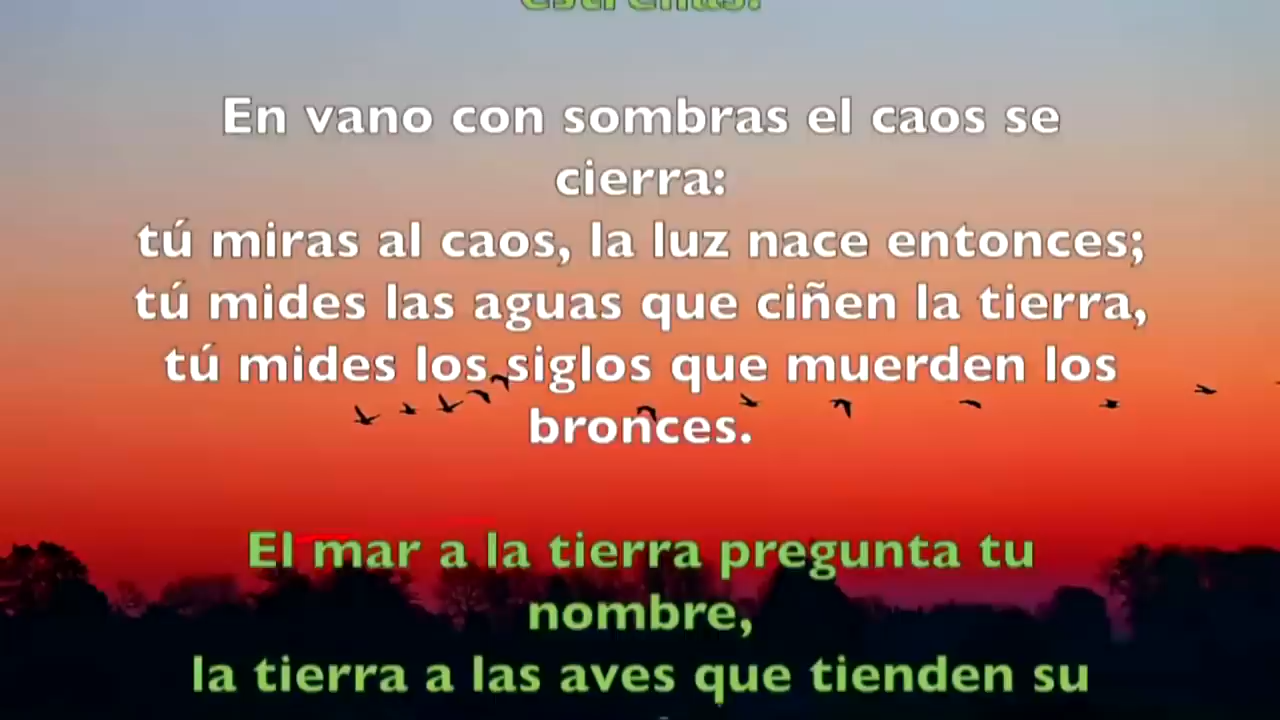 estrellas.
En vano con sombras el caos se
cierra:
tú miras al caos, la luz nace entonces;
tú mides las aguas que ciñen la tierra,
tú mides los siglos que muerden los
bronces.
El mar a la tierra pregunta tu
nombre,
la tierra a las aves que tienden su